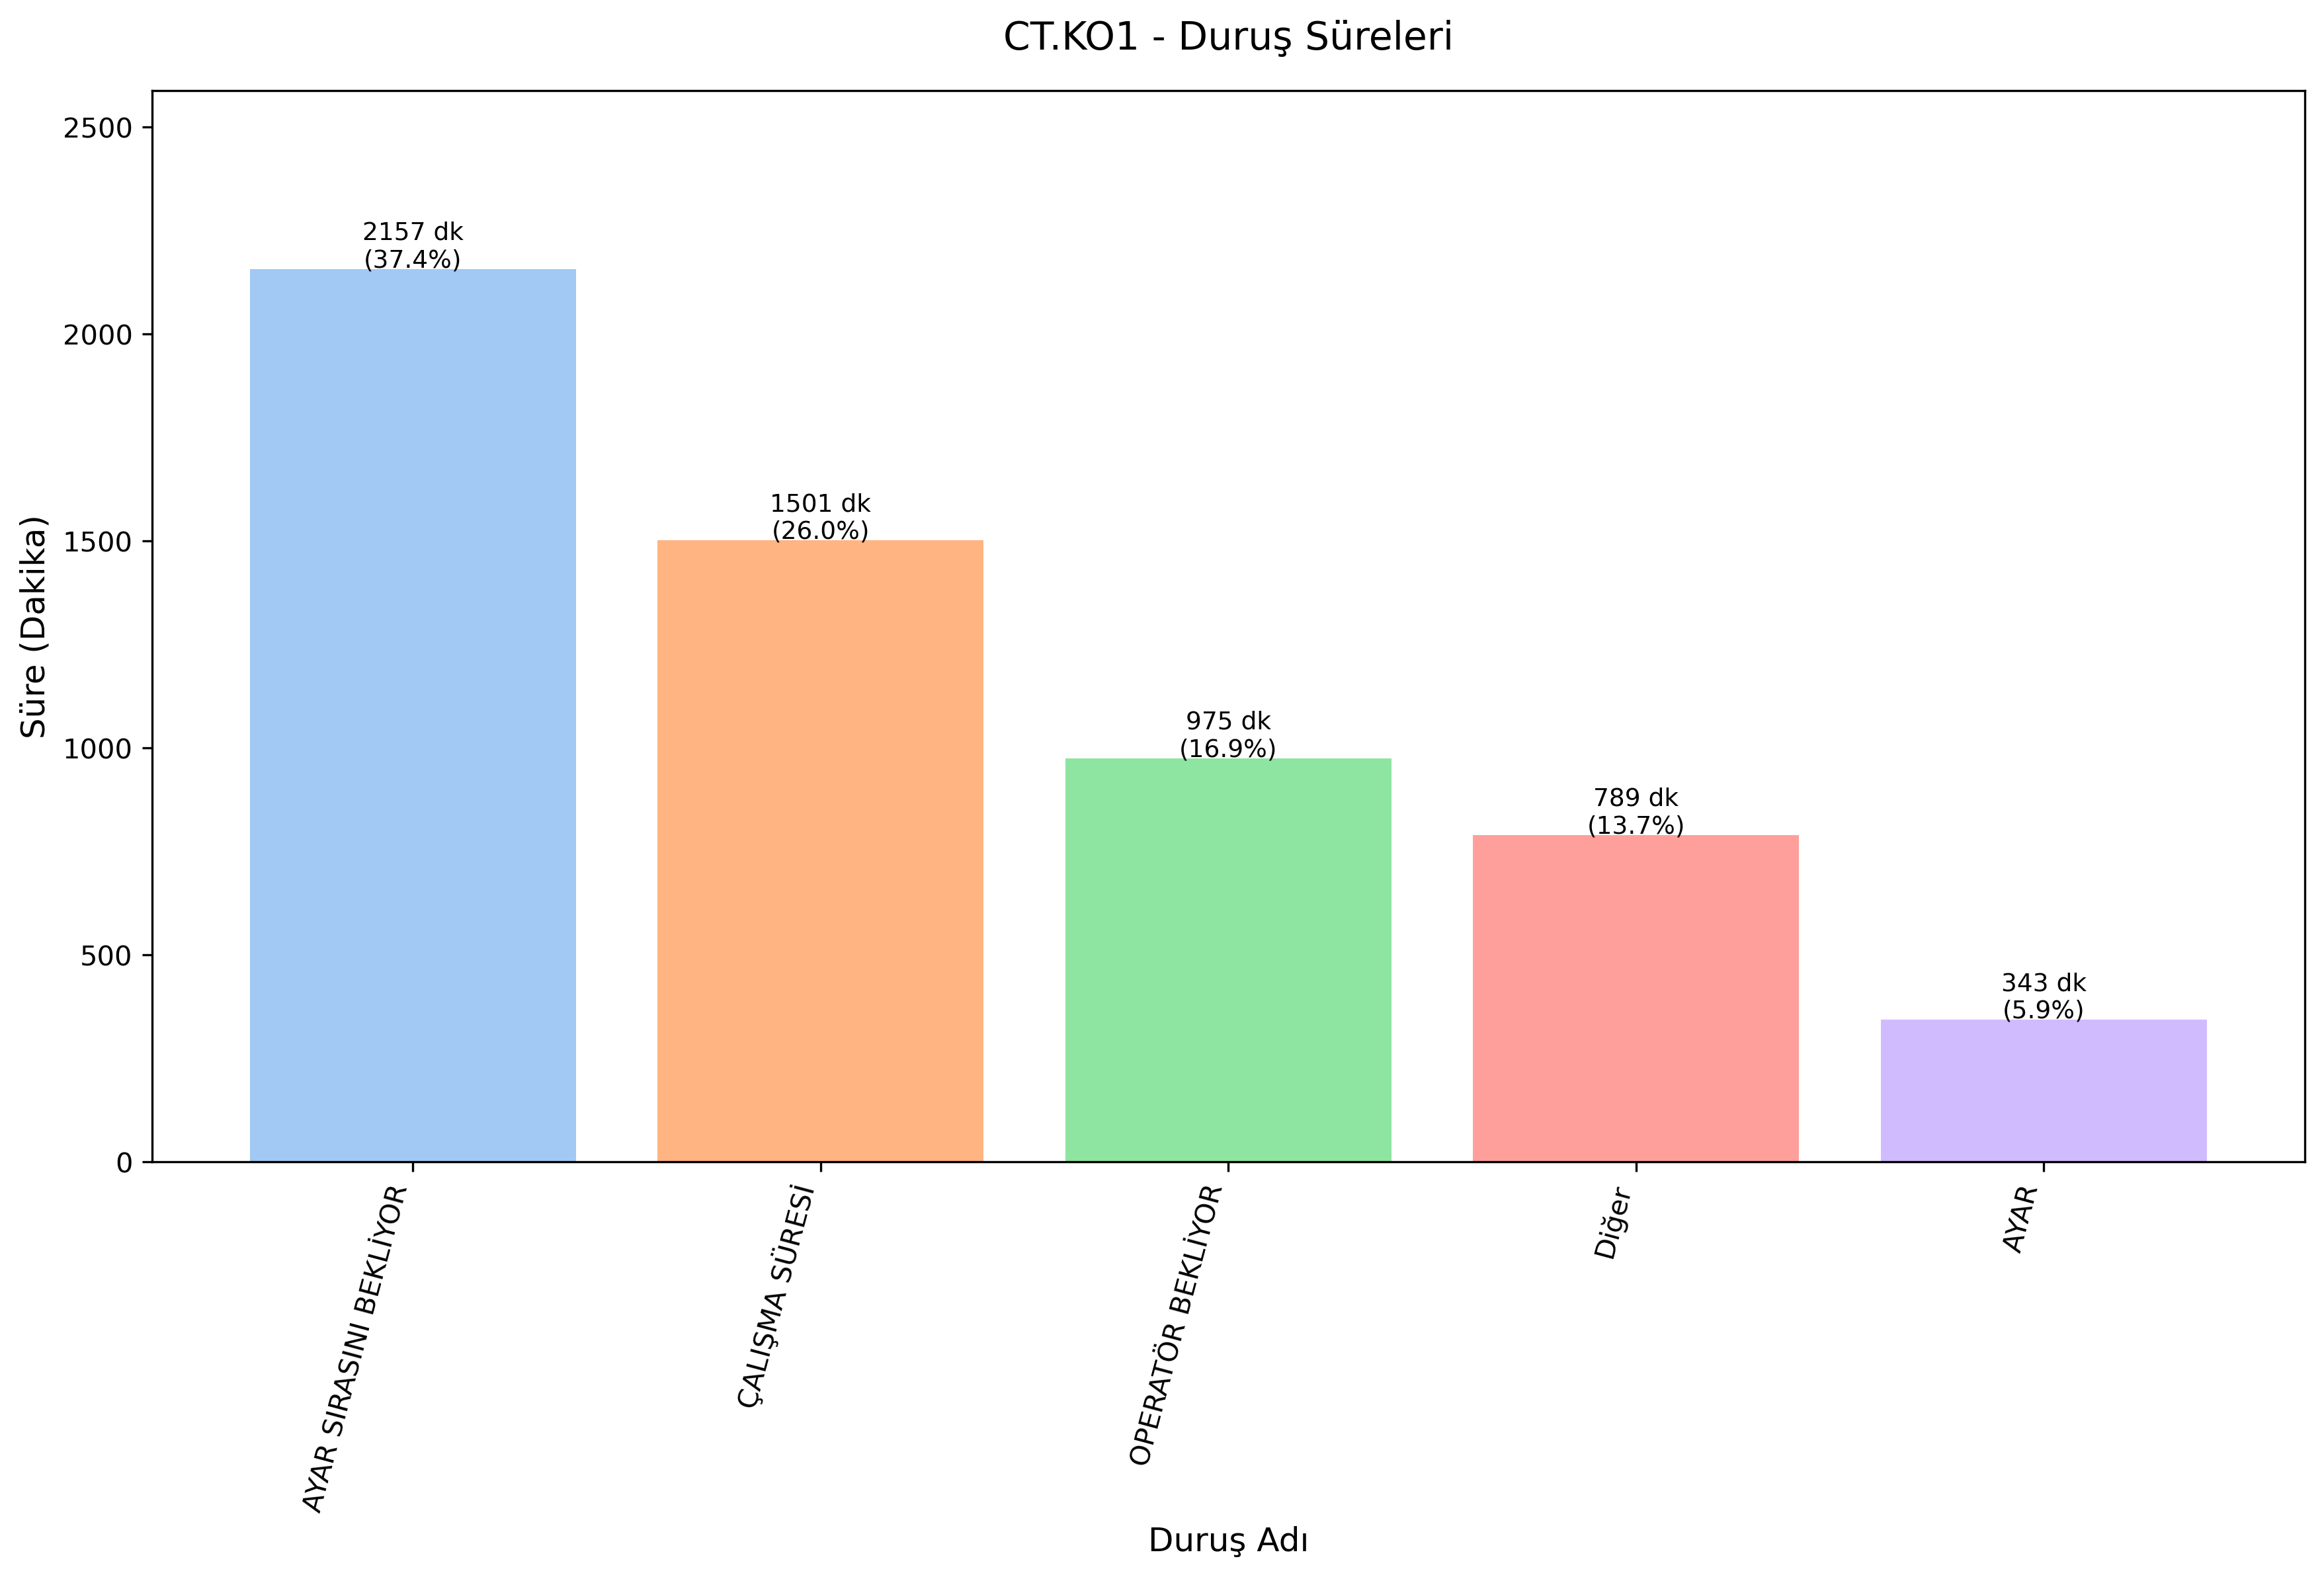 CT.KO1 - Duruş Süreleri
Süre (Dakika)
2500
2000
1500
1000
500
0
2157 dk
(37.4%)
1501 dk
(26.0%)
975 dk
(16.9%)
789 dk
(13.7%)
343 dk
(5.9%)
AYAR SIRASINI BEKLİYOR
ÇALIŞMA SÜRESİ
OPERATÖR BEKLİYOR
Diğer
AYAR
Duruş Adı